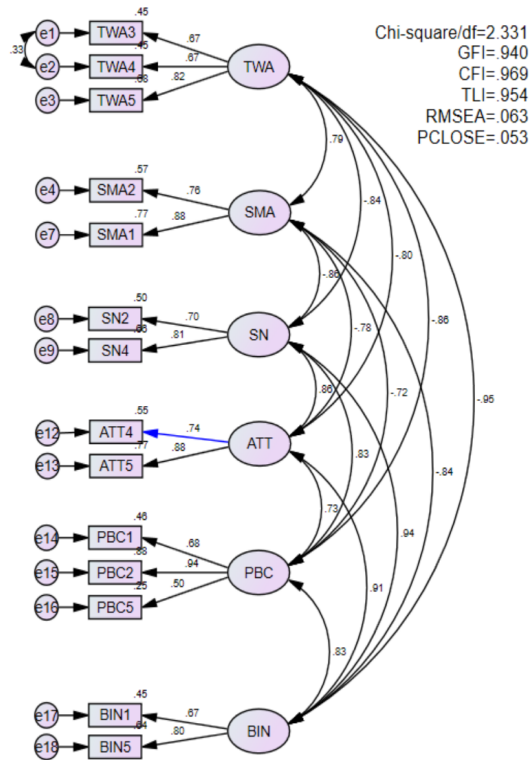 e1
TWA3
.45
.67
.33
e2
TWA4
.45
.67
TWA
e3
TWA5
.68
.82
Chi-square/df=2.331
GFI=.940
CFI=.969
TLI=.954
RMSEA=.063
PCLOSE=.053
.79
e4
SMA2
.57
.76
SMA
e7
SMA1
.77
.88
-.84
-.80
-.86
-.86
-.78
-.72
-.95
e8
SN2
.50
.70
SN
e9
SN4
.81
.86
.83
-.84
.94
e12
ATT4
.55
.74
ATT
e13
ATT5
.77
.88
.73
.91
e14
PBC1
.46
.68
e15
PBC2
.88
.94
PBC
e16
PBC5
.25
.50
.83
e17
BIN1
.45
.67
BIN
e18
BIN5
.64
.80